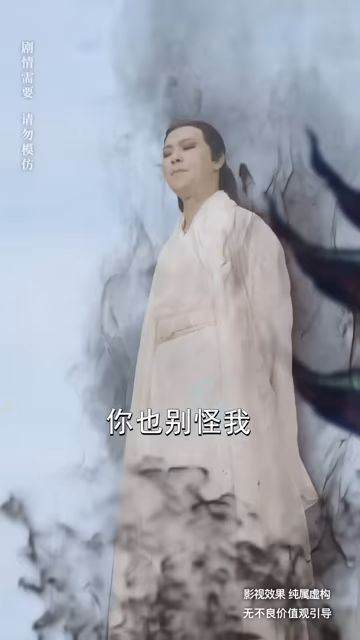 剧情需要 请勿模仿
你也别怪我
影视效果 纯属虚构
无不良价值观引导